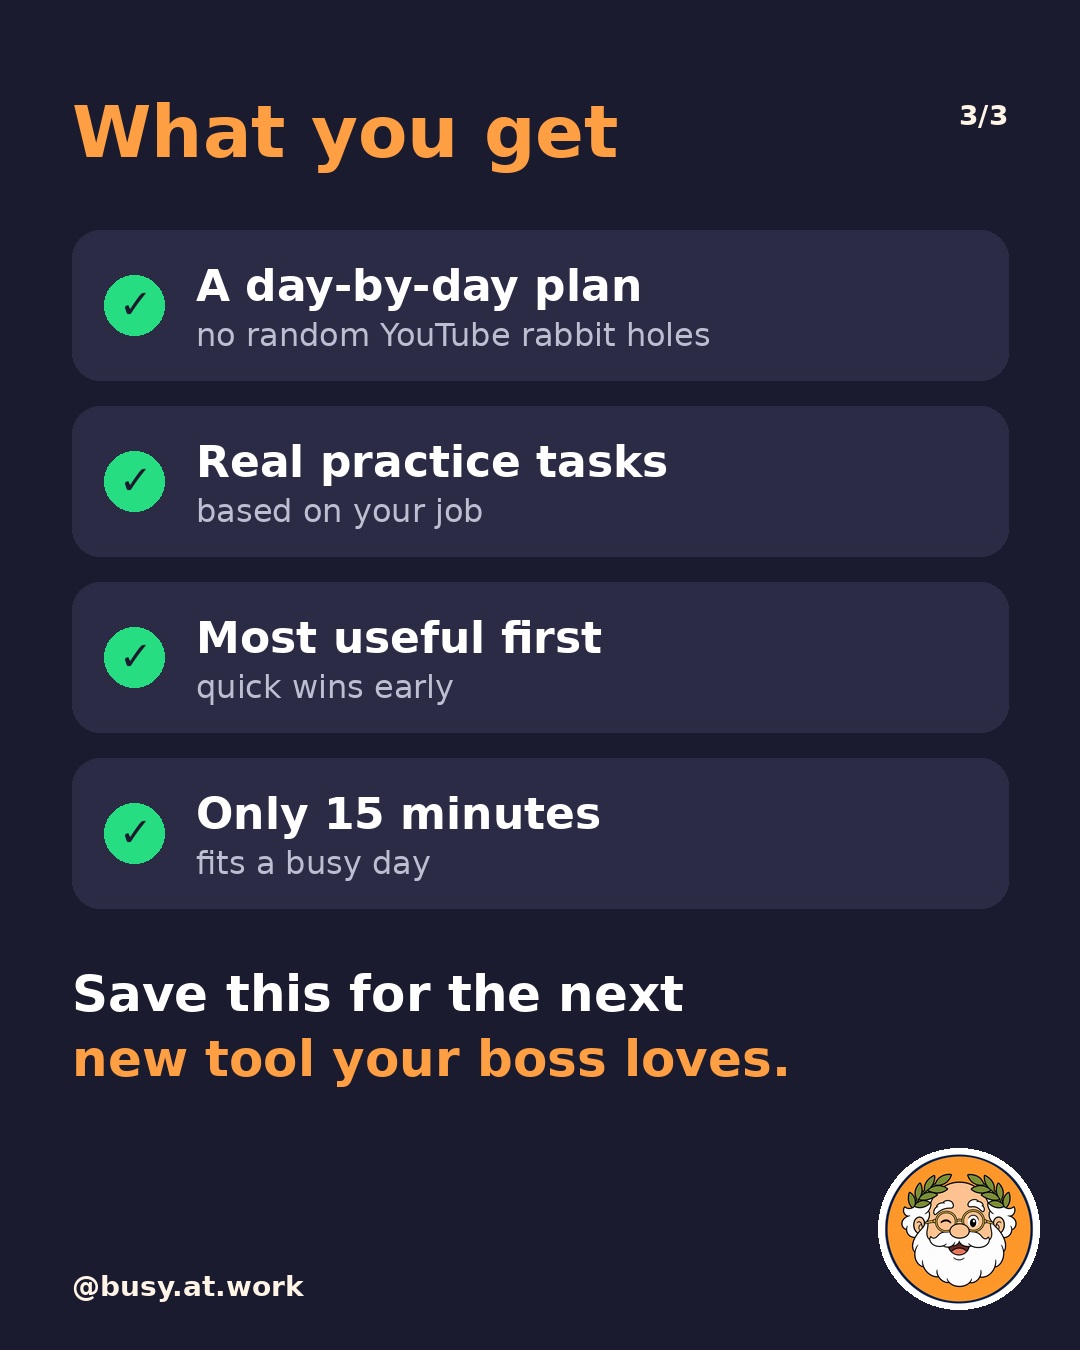 What you get
3/3
✓
A day-by-day plan
no random YouTube rabbit holes
✓
Real practice tasks
based on your job
✓
Most useful first
quick wins early
✓
Only 15 minutes
fits a busy day
Save this for the next
new tool your boss loves.
@busy.at.work